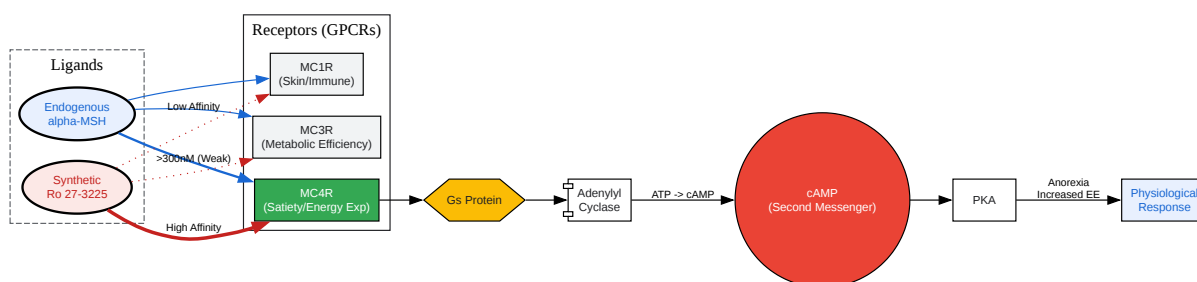 Receptors (GPCRs)
Ligands
MC1R
(Skin/Immune)
Endogenous
alpha-MSH
Low Affinity
MC3R
(Metabolic Efficiency)
>300nM (Weak)
Synthetic
Ro 27-3225
MC4R
(Satiety/Energy Exp)
High Affinity
Gs Protein
Adenylyl
Cyclase
ATP -> cAMP
cAMP
(Second Messenger)
PKA
Anorexia
Increased EE
Physiological
Response